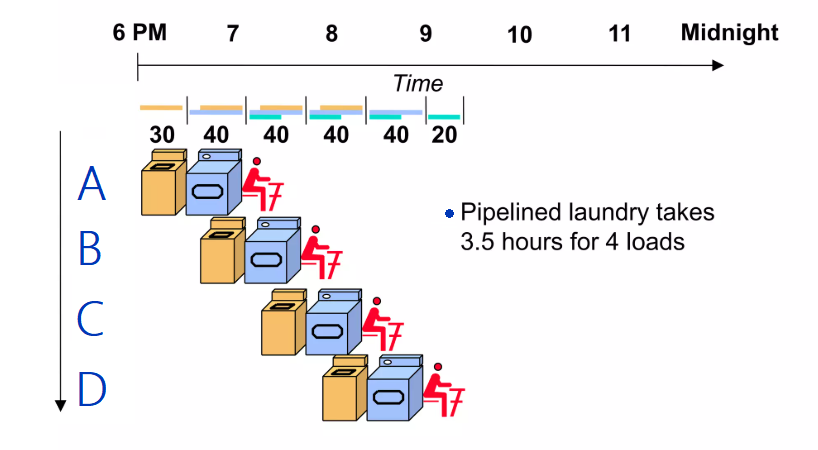 6 PM 7 8 9 10 11 Midnight
Time
30 40 40 40 40 20
A
B
• Pipelined laundry takes
3.5 hours for 4 loads
C
D